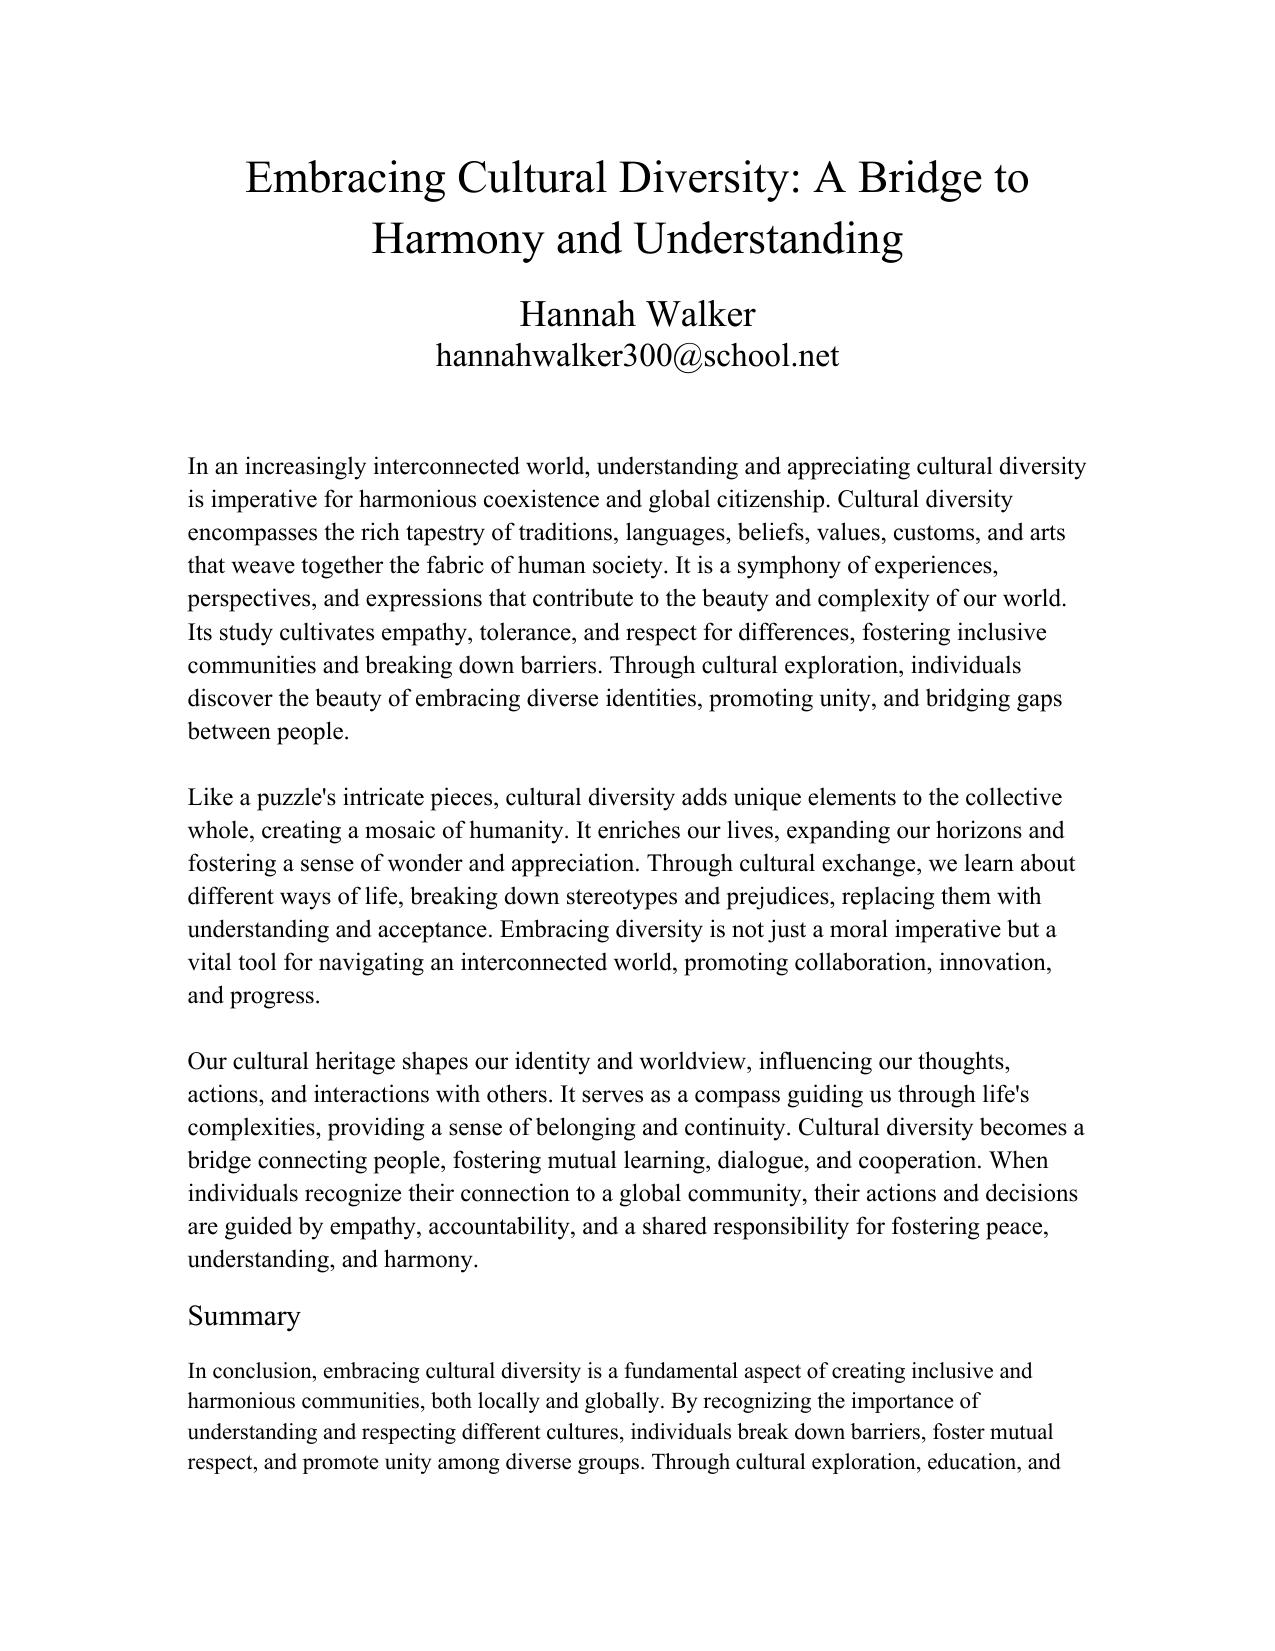 Embracing Cultural Diversity: A Bridge to
Harmony and Understanding
Hannah Walker
hannahwalker300@school.net
In an increasingly interconnected world, understanding and appreciating cultural diversity
is imperative for harmonious coexistence and global citizenship. Cultural diversity
encompasses the rich tapestry of traditions, languages, beliefs, values, customs, and arts
that weave together the fabric of human society. It is a symphony of experiences,
perspectives, and expressions that contribute to the beauty and complexity of our world.
Its study cultivates empathy, tolerance, and respect for differences, fostering inclusive
communities and breaking down barriers. Through cultural exploration, individuals
discover the beauty of embracing diverse identities, promoting unity, and bridging gaps
between people.
Like a puzzle's intricate pieces, cultural diversity adds unique elements to the collective
whole, creating a mosaic of humanity. It enriches our lives, expanding our horizons and
fostering a sense of wonder and appreciation. Through cultural exchange, we learn about
different ways of life, breaking down stereotypes and prejudices, replacing them with
understanding and acceptance. Embracing diversity is not just a moral imperative but a
vital tool for navigating an interconnected world, promoting collaboration, innovation,
and progress.
Our cultural heritage shapes our identity and worldview, influencing our thoughts,
actions, and interactions with others. It serves as a compass guiding us through life's
complexities, providing a sense of belonging and continuity. Cultural diversity becomes a
bridge connecting people, fostering mutual learning, dialogue, and cooperation. When
individuals recognize their connection to a global community, their actions and decisions
are guided by empathy, accountability, and a shared responsibility for fostering peace,
understanding, and harmony.
Summary
In conclusion, embracing cultural diversity is a fundamental aspect of creating inclusive and
harmonious communities, both locally and globally. By recognizing the importance of
understanding and respecting different cultures, individuals break down barriers, foster mutual
respect, and promote unity among diverse groups. Through cultural exploration, education, and